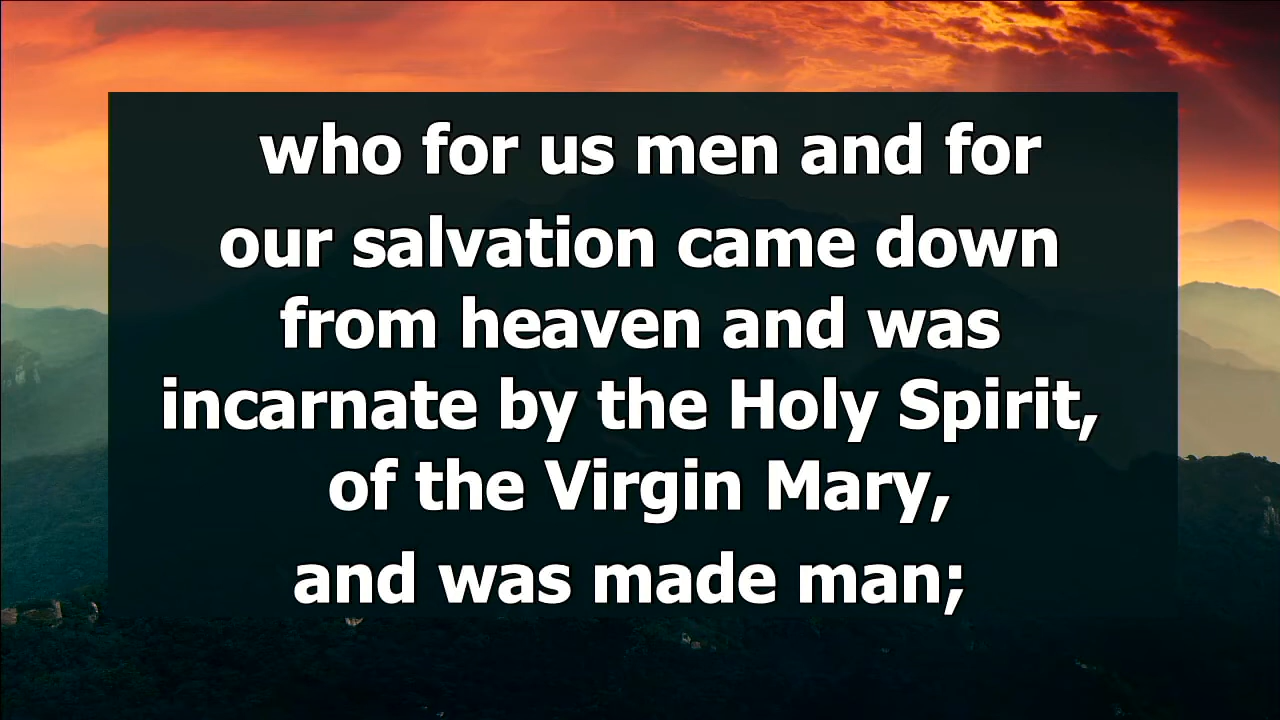 who for us men and for
our salvation came down
from heaven and was
incarnate by the Holy Spirit,
of the Virgin Mary,
and was made man;